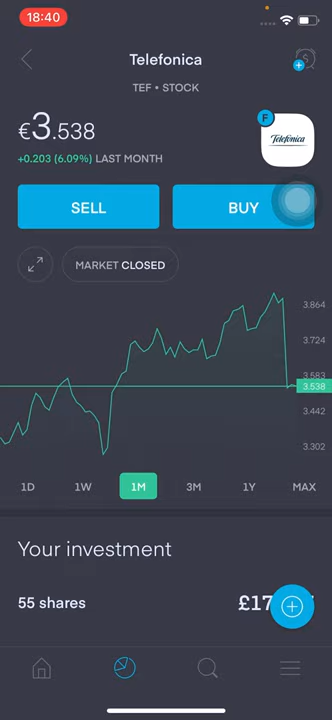 18:40
Telefonica
TEF • STOCK
€3.538
+0.203 (6.09%) LAST MONTH
F
Telefónica
SELL
BUY
MARKET CLOSED
3.864
3.724
3.583
3.538
3.442
3.302
1D 1W 1M 3M 1Y MAX
Your investment
55 shares